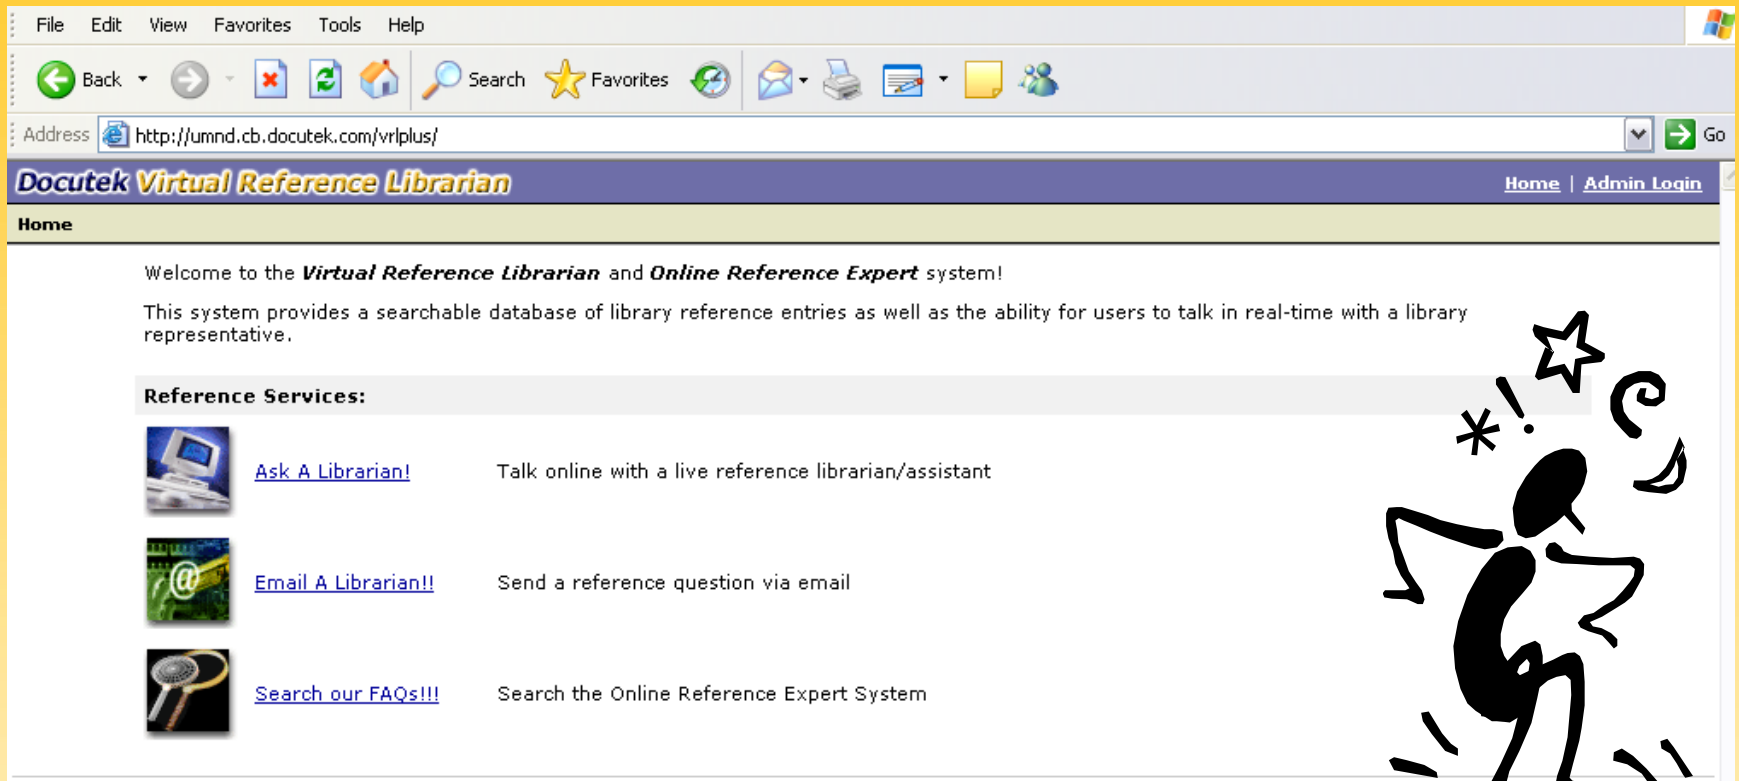 File Edit View Favorites Tools Help
Back Search Favorites
Address http://umnd.cb.docutek.com/vrlplus/ Go
Docutek Virtual Reference Librarian Home | Admin Login
Home
Welcome to the Virtual Reference Librarian and Online Reference Expert system!
This system provides a searchable database of library reference entries as well as the ability for users to talk in real-time with a library
representative.
Reference Services:
Ask A Librarian! Talk online with a live reference librarian/assistant
Email A Librarian!! Send a reference question via email
Search our FAQs!!! Search the Online Reference Expert System